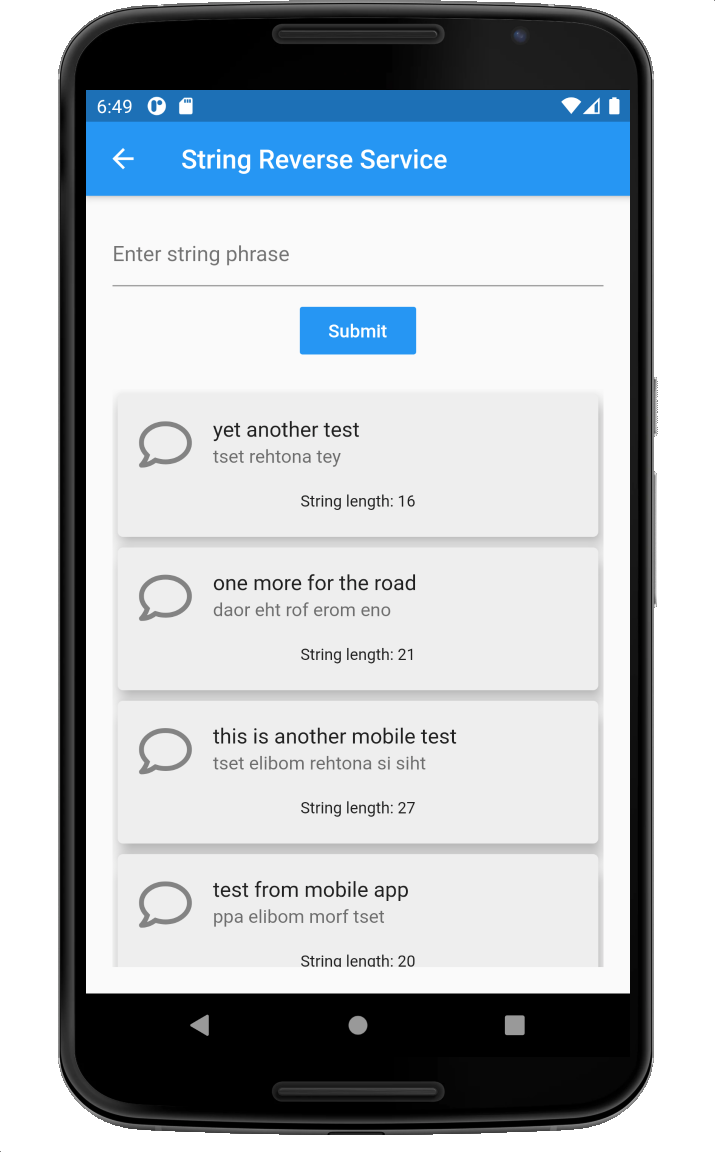 6:49
String Reverse Service
Enter string phrase
Submit
yet another test
tset rehtona tey
String length: 16
one more for the road
daor eht rof erom eno
String length: 21
this is another mobile test
tset elibom rehtona si siht
String length: 27
test from mobile app
ppa elibom morf tset
String length: 20